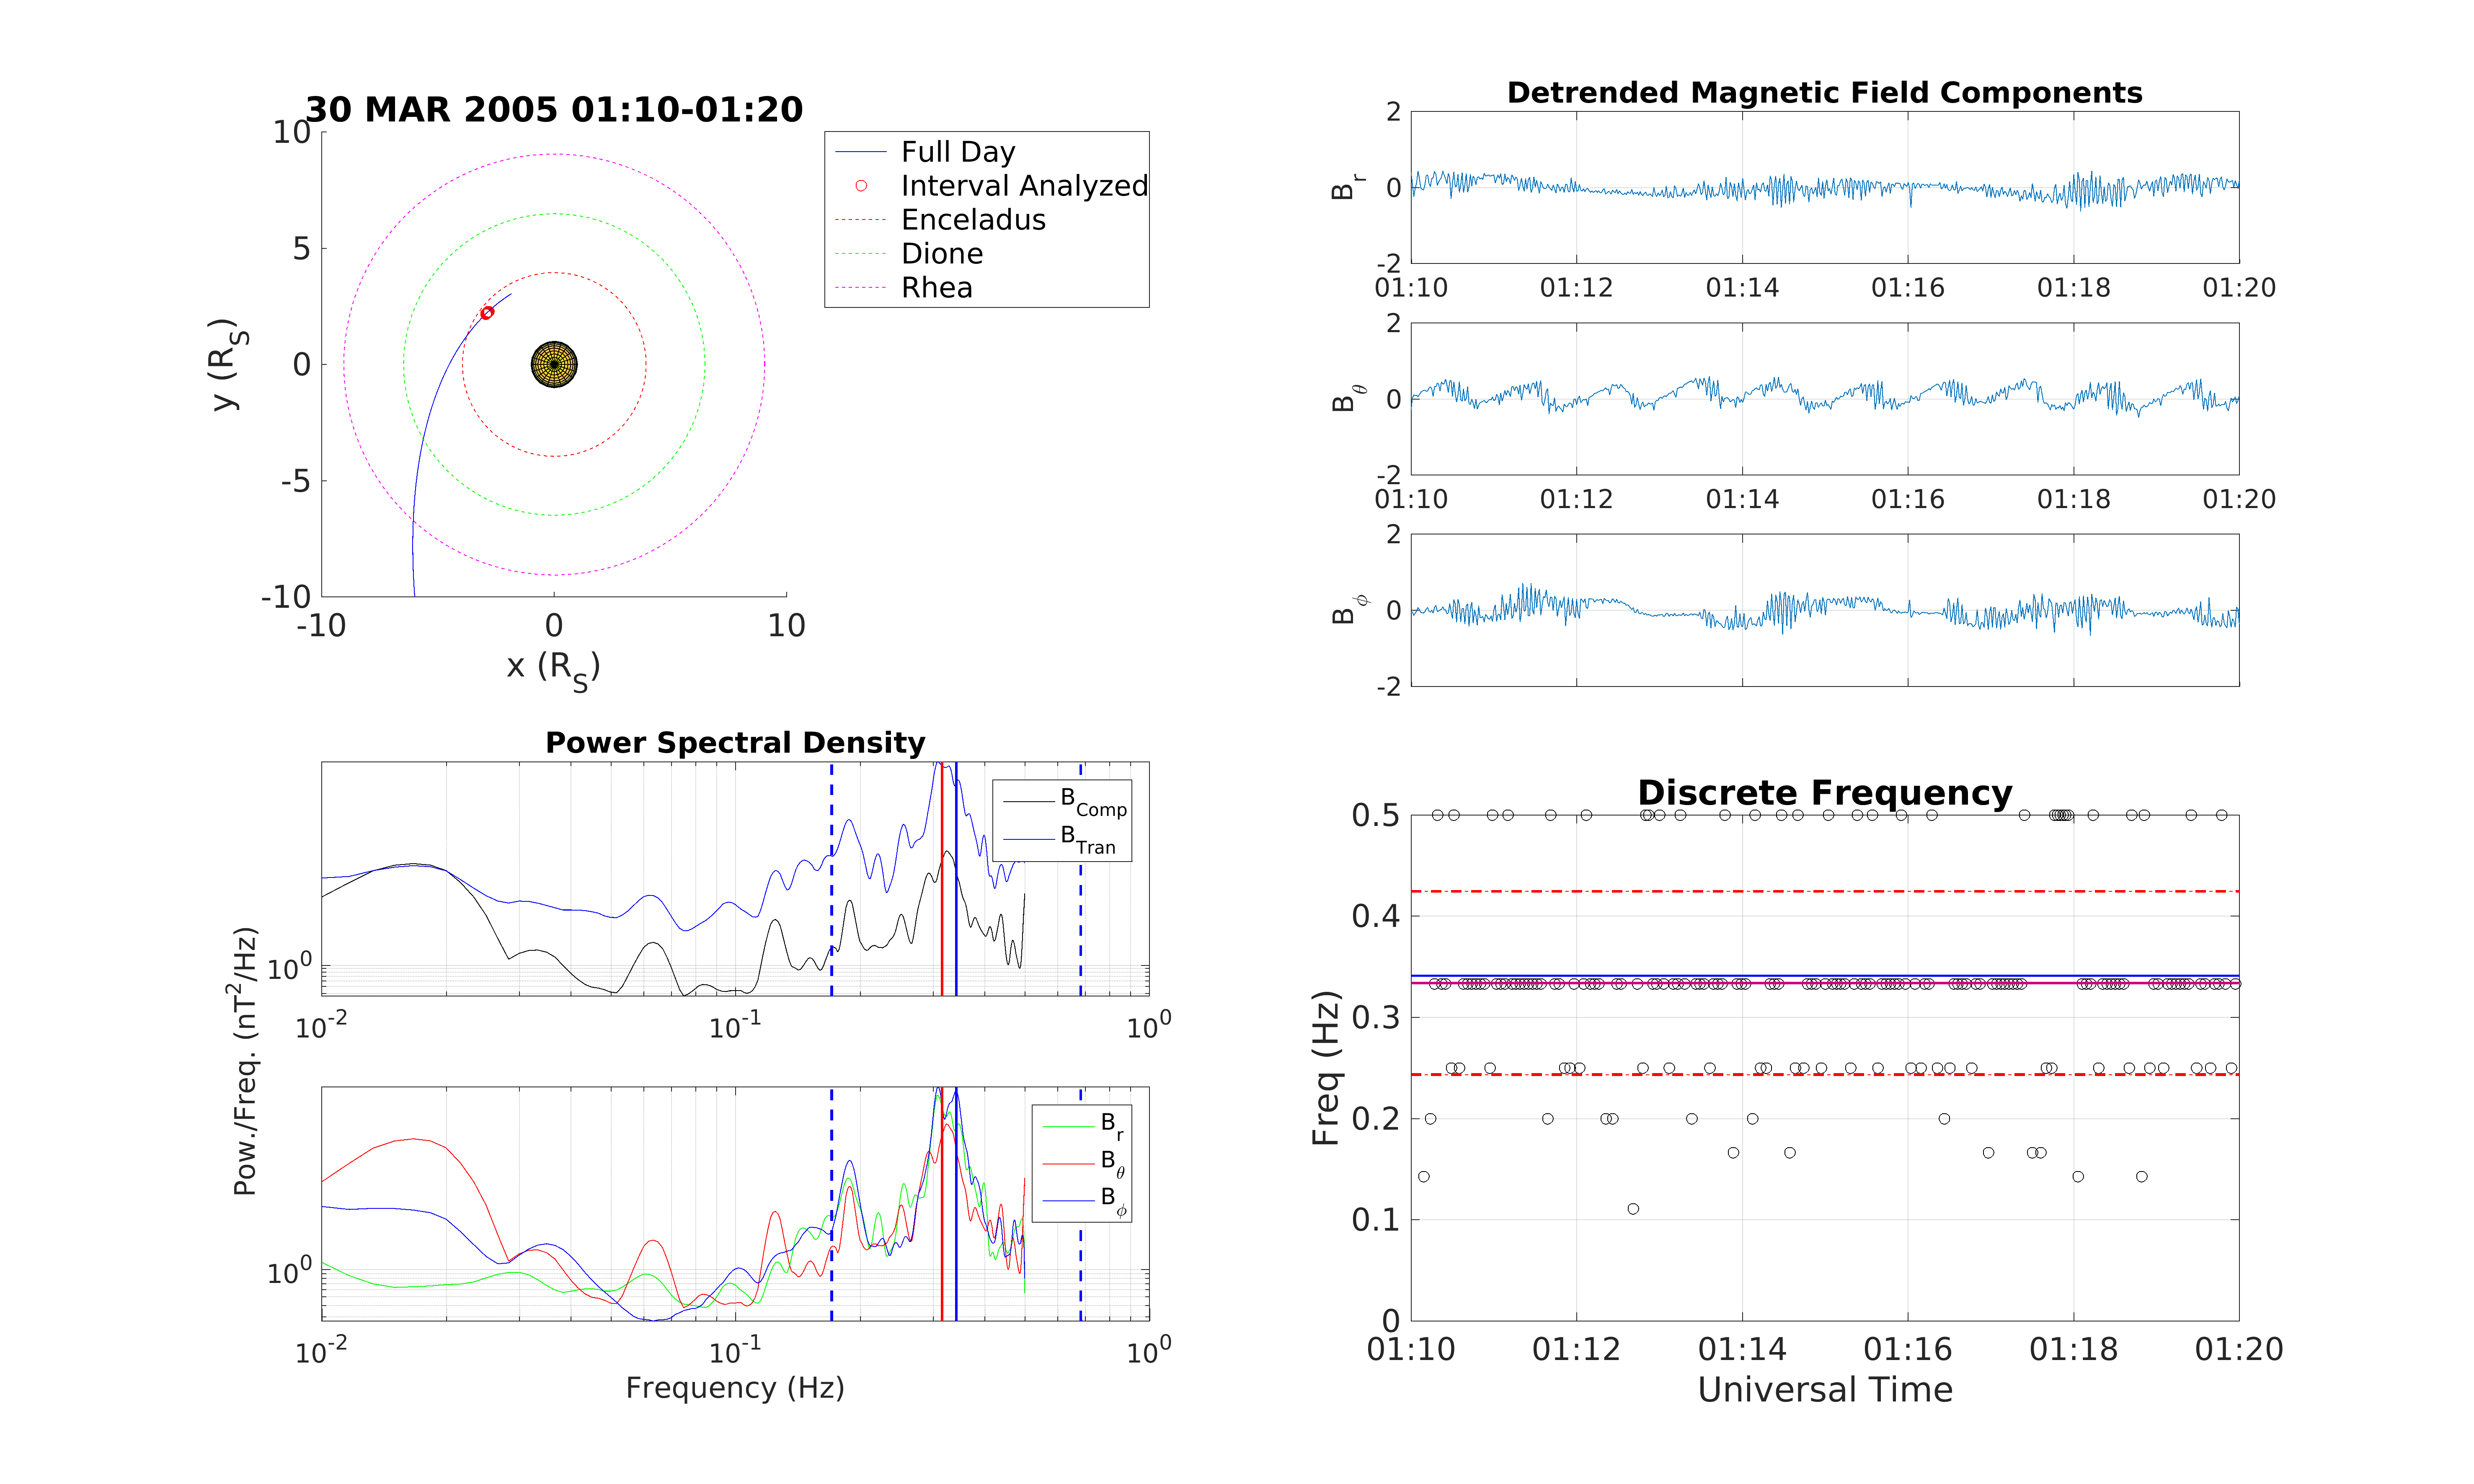 30 MAR 2005 01:10-01:20
10
5
0
-5
-10
-10 0 10
y (R_S)
x (R_S)
Full Day
Interval Analyzed
Enceladus
Dione
Rhea
Detrended Magnetic Field Components
2
0
-2
B_r
01:10 01:12 01:14 01:16 01:18 01:20
2
0
-2
B_θ
01:10 01:12 01:14 01:16 01:18 01:20
2
0
-2
B_ϕ
Power Spectral Density
10^0
B_Comp
B_Tran
10^-2 10^-1 10^0
Pow./Freq. (nT^2/Hz)
10^0
B_r
B_θ
B_ϕ
10^-2 10^-1 10^0
Frequency (Hz)
Discrete Frequency
0.5
0.4
0.3
0.2
0.1
0
Freq (Hz)
01:10 01:12 01:14 01:16 01:18 01:20
Universal Time